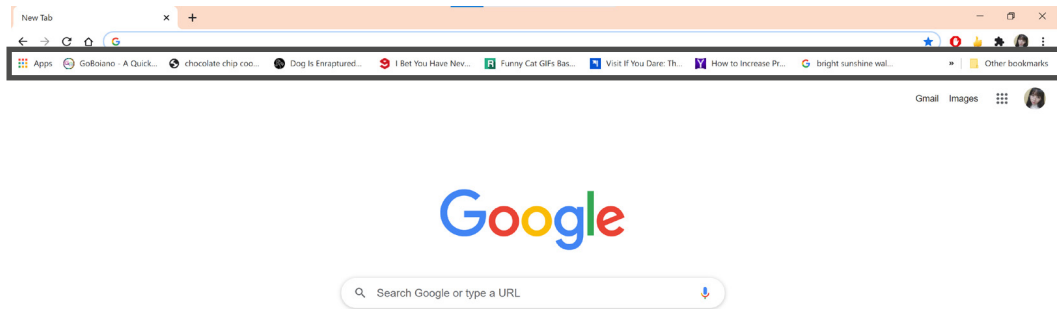 New Tab
Apps GoBoiano - A Quick... chocolate chip coo... Dog Is Enraptured... I Bet You Have Nev... Funny Cat GIFs Bas... Visit If You Dare: Th... How to Increase Pr... bright sunshine wal... » Other bookmarks
Gmail Images
Google
Search Google or type a URL